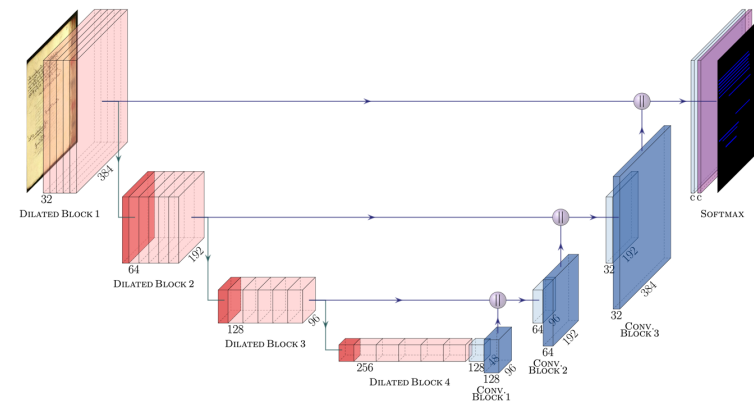 32
384
DILATED BLOCK 1
64
192
DILATED BLOCK 2
128
96
DILATED BLOCK 3
256
DILATED BLOCK 4
128
48
128
96
CONV.
BLOCK 1
64
96
64
192
CONV.
BLOCK 2
32
192
32
384
CONV.
BLOCK 3
||
||
||
C C
SOFTMAX